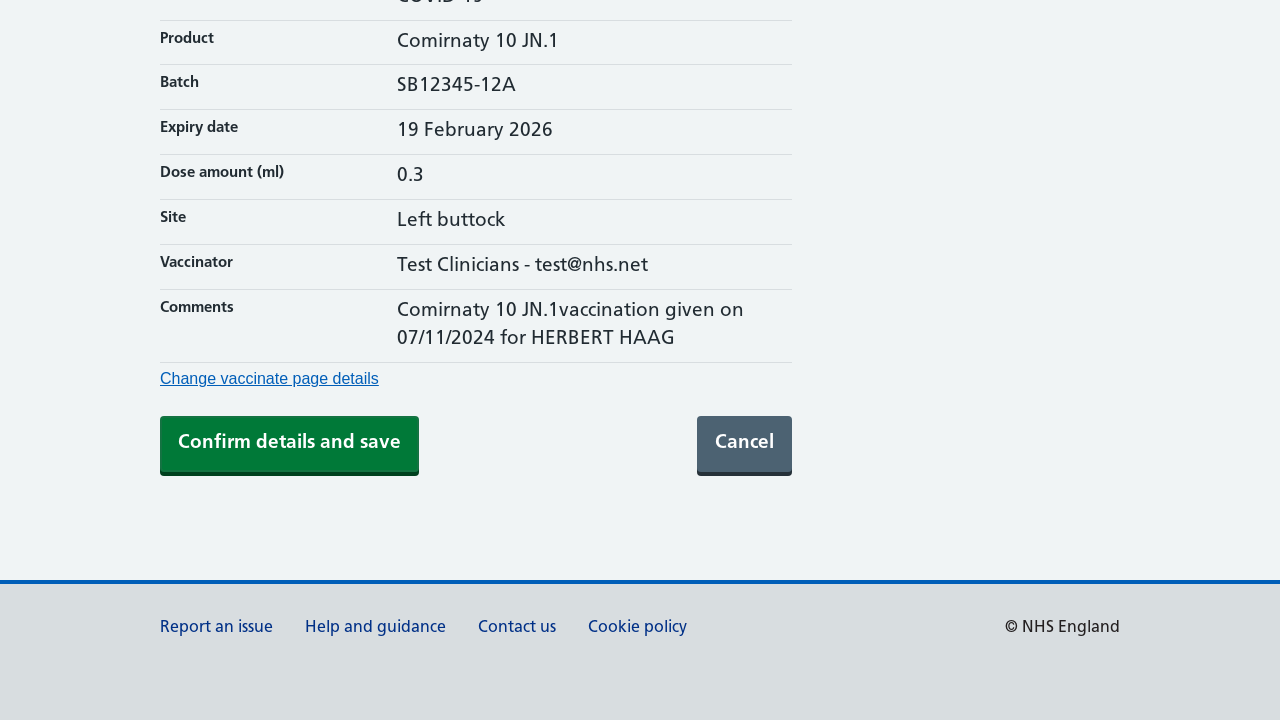 COVID-19
Product
Comirnaty 10 JN.1
Batch
SB12345-12A
Expiry date
19 February 2026
Dose amount (ml)
0.3
Site
Left buttock
Vaccinator
Test Clinicians - test@nhs.net
Comments
Comirnaty 10 JN.1vaccination given on
07/11/2024 for HERBERT HAAG
Change vaccinate page details
Confirm details and save
Cancel
Report an issue
Help and guidance
Contact us
Cookie policy
© NHS England